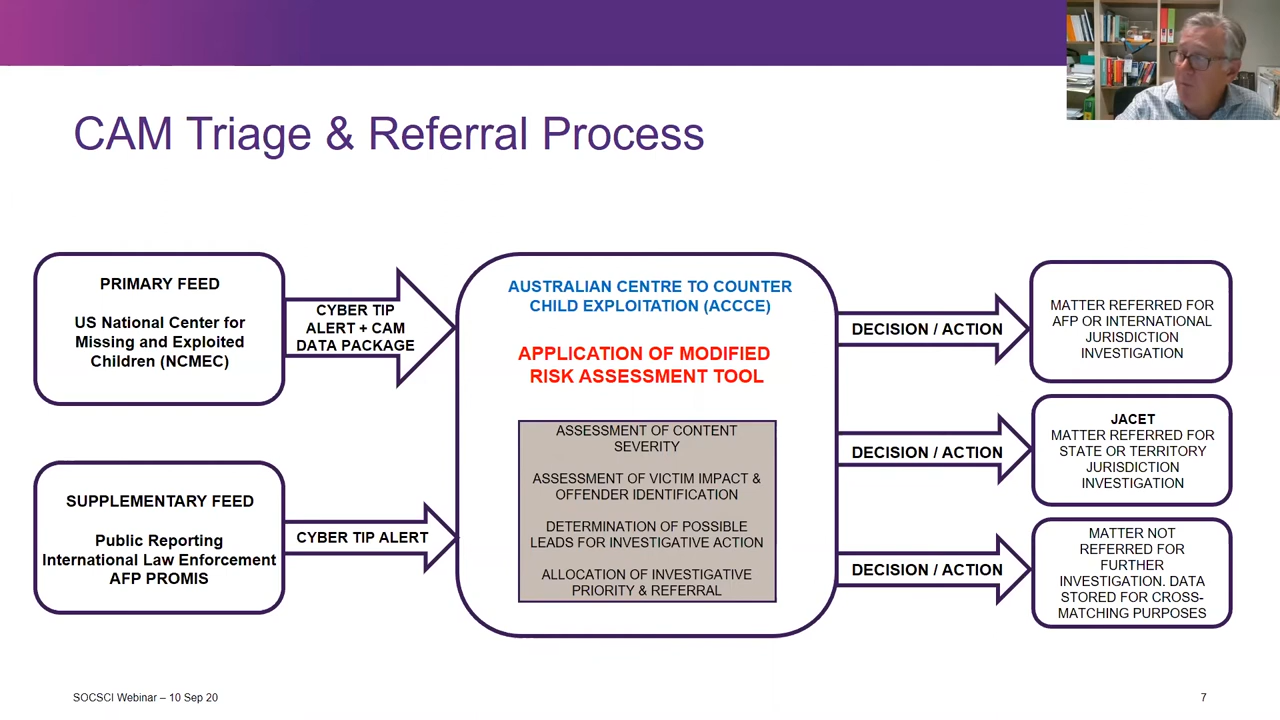 CAM Triage & Referral Process
PRIMARY FEED
US National Center for
Missing and Exploited
Children (NCMEC)
CYBER TIP
ALERT + CAM
DATA PACKAGE
SUPPLEMENTARY FEED
Public Reporting
International Law Enforcement
AFP PROMIS
CYBER TIP ALERT
AUSTRALIAN CENTRE TO COUNTER
CHILD EXPLOITATION (ACCCE)
APPLICATION OF MODIFIED
RISK ASSESSMENT TOOL
ASSESSMENT OF CONTENT
SEVERITY
ASSESSMENT OF VICTIM IMPACT &
OFFENDER IDENTIFICATION
DETERMINATION OF POSSIBLE
LEADS FOR INVESTIGATIVE ACTION
ALLOCATION OF INVESTIGATIVE
PRIORITY & REFERRAL
DECISION / ACTION
MATTER REFERRED FOR
AFP OR INTERNATIONAL
JURISDICTION
INVESTIGATION
DECISION / ACTION
JACET
MATTER REFERRED FOR
STATE OR TERRITORY
JURISDICTION
INVESTIGATION
DECISION / ACTION
MATTER NOT
REFERRED FOR
FURTHER
INVESTIGATION. DATA
STORED FOR CROSS-
MATCHING PURPOSES
SOCSCI Webinar – 10 Sep 20
7